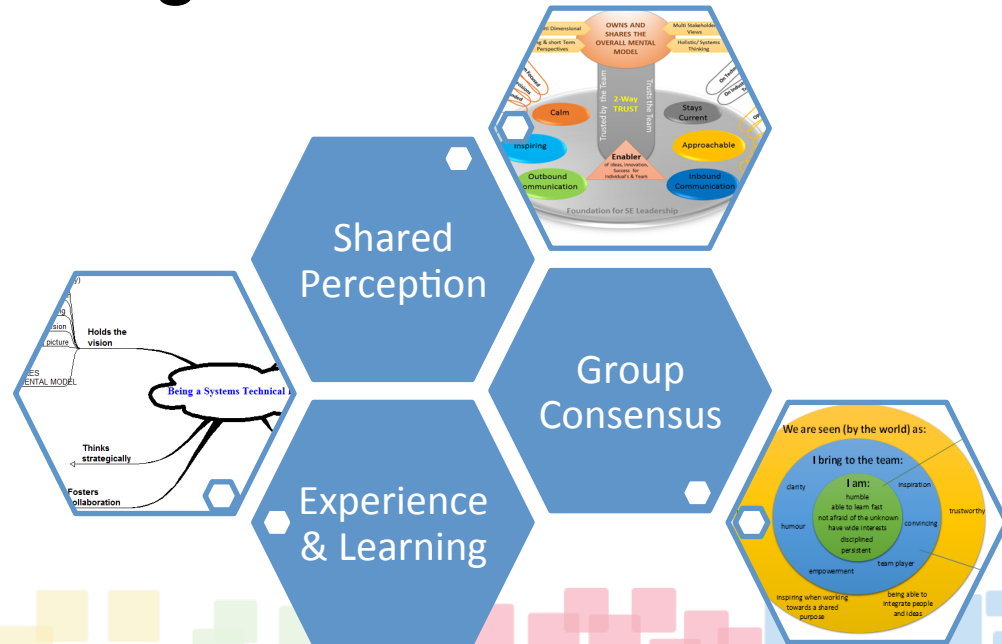 OWNS AND
SHARES THE
OVERALL MENTAL
MODEL
Dimensional
& short Term
Perspectives
Multi Stakeholder
Views
Holistic/ Systems
Thinking
Trusted by the Team
2-Way
TRUST
Trusts the Team
Calm
Stays
Current
Inspiring
Approachable
Enabler
of ideas, innovation,
Success for
Individual's & Team
Outbound
Communication
Inbound
Communication
Foundation for SE Leadership
Shared
Perception
Holds the
vision
picture
MENTAL MODEL
Being a Systems Technical
Thinks
strategically
Fosters
collaboration
Group
Consensus
Experience
& Learning
We are seen (by the world) as:
I bring to the team:
I am:
humble
able to learn fast
not afraid of the unknown
have wide interests
disciplined
persistent
clarity
inspiration
humour
convincing
trustworthy
team player
empowerment
inspiring when working
towards a shared
purpose
being able to
integrate people
and ideas